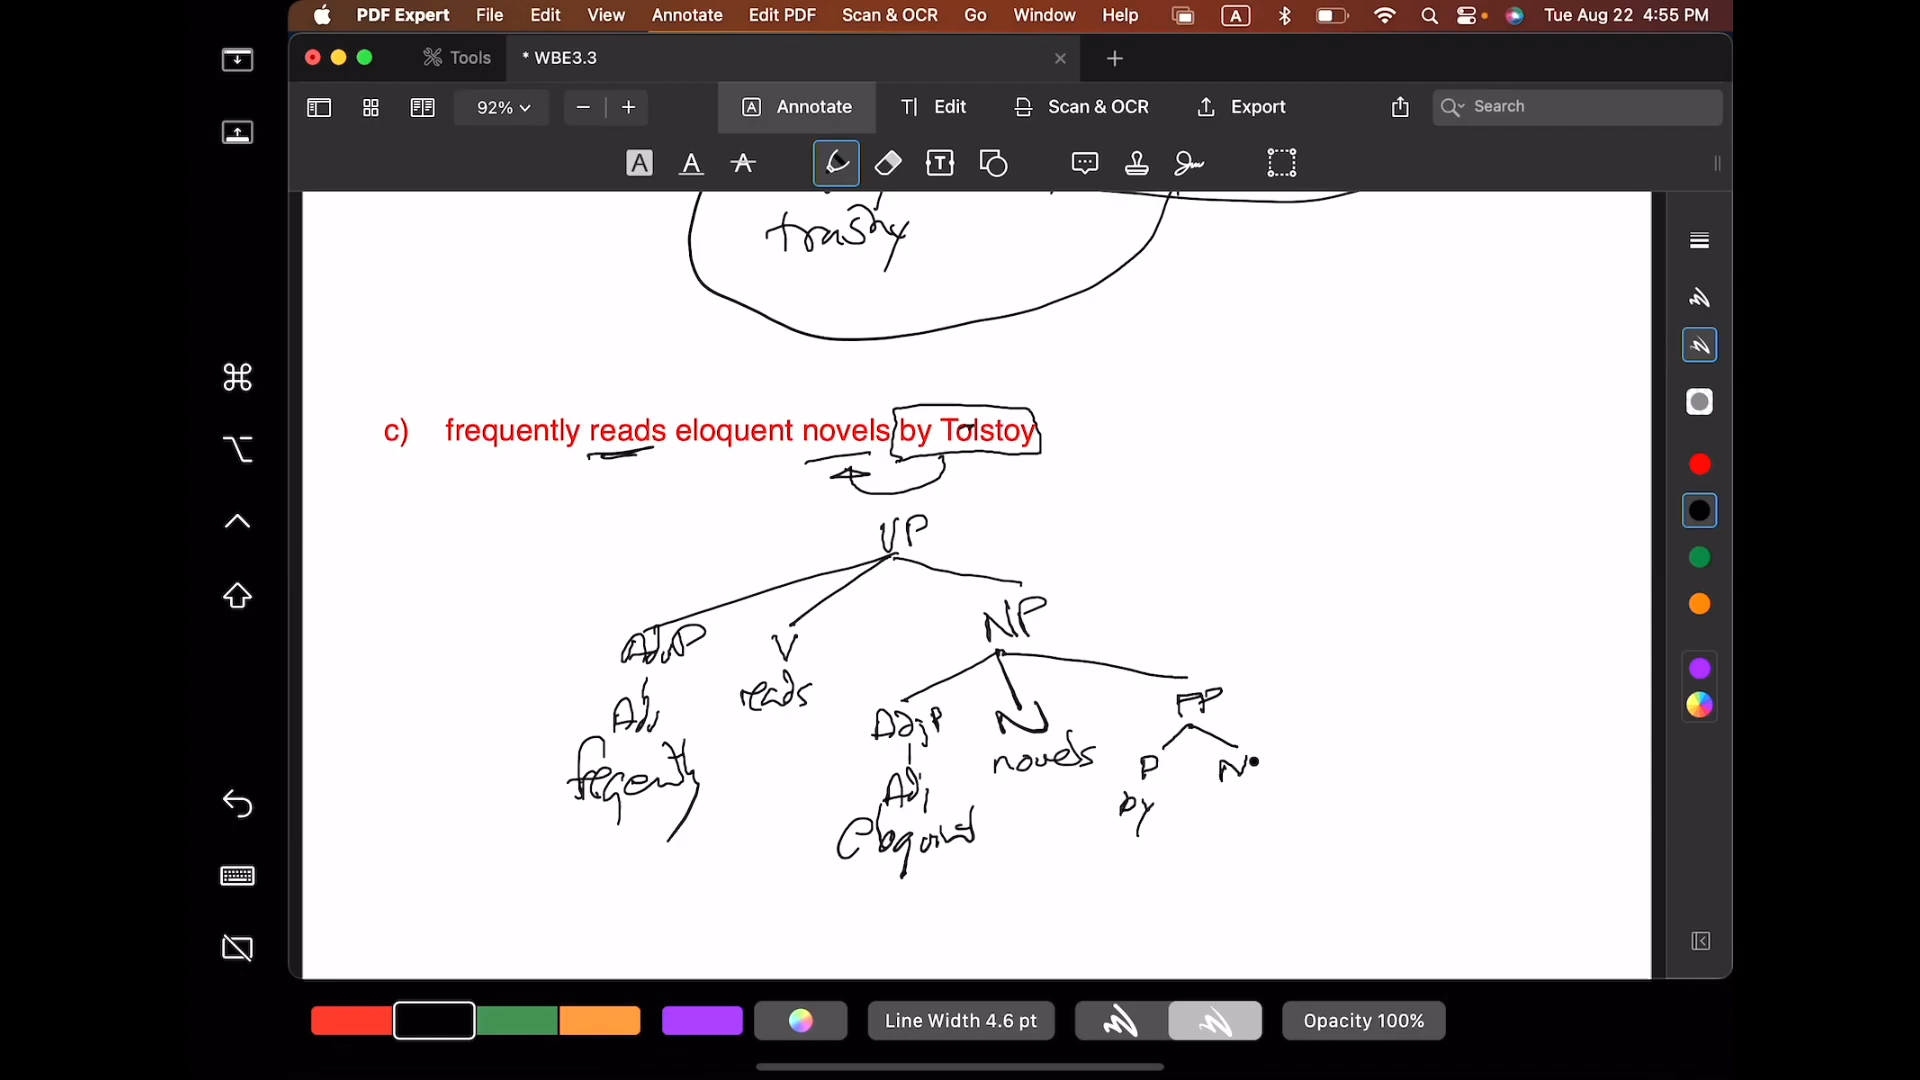 PDF Expert File Edit View Annotate Edit PDF Scan & OCR Go Window Help A Tue Aug 22 4:55 PM
Tools * WBE3.3
92% Annotate Edit Scan & OCR Export Search
trashy
c) frequently reads eloquent novels by Tolstoy
VP
AdvP V NP
Adv reads AdjP N PP
novels P N
Adj by
Line Width 4.6 pt Opacity 100%